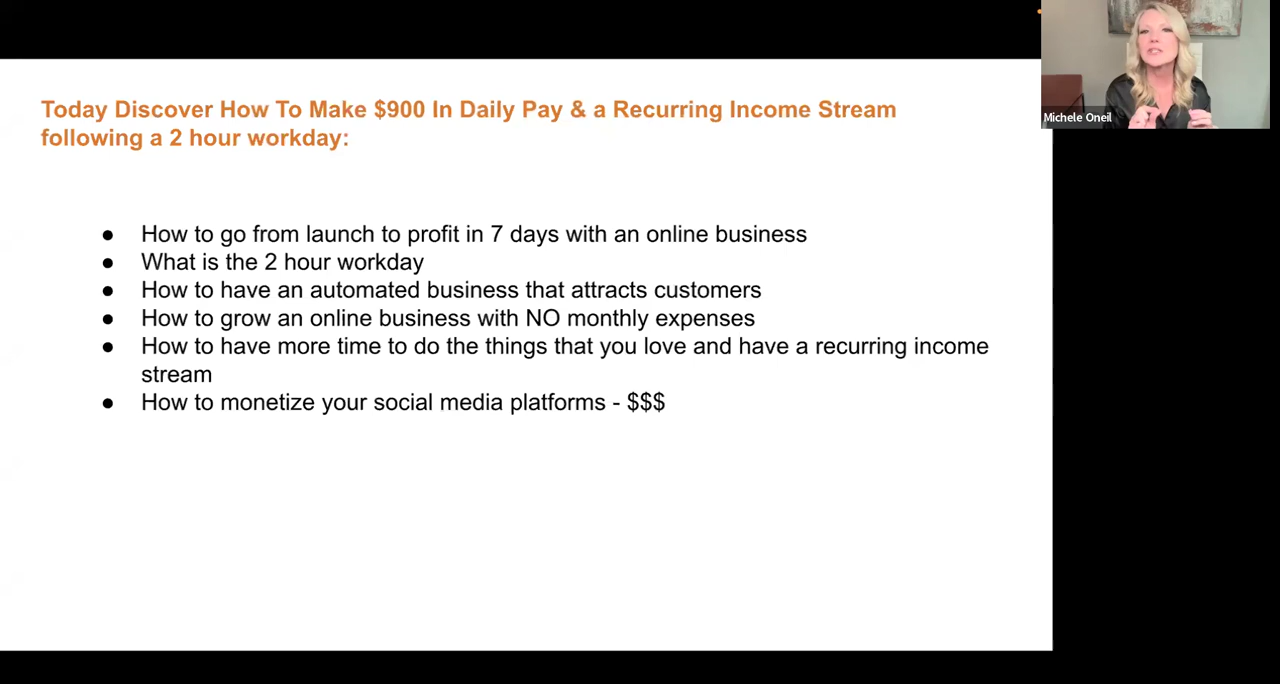 Today Discover How To Make $900 In Daily Pay & a Recurring Income Stream
following a 2 hour workday:
Michele Oneil
● How to go from launch to profit in 7 days with an online business
● What is the 2 hour workday
● How to have an automated business that attracts customers
● How to grow an online business with NO monthly expenses
● How to have more time to do the things that you love and have a recurring income
stream
● How to monetize your social media platforms - $$$